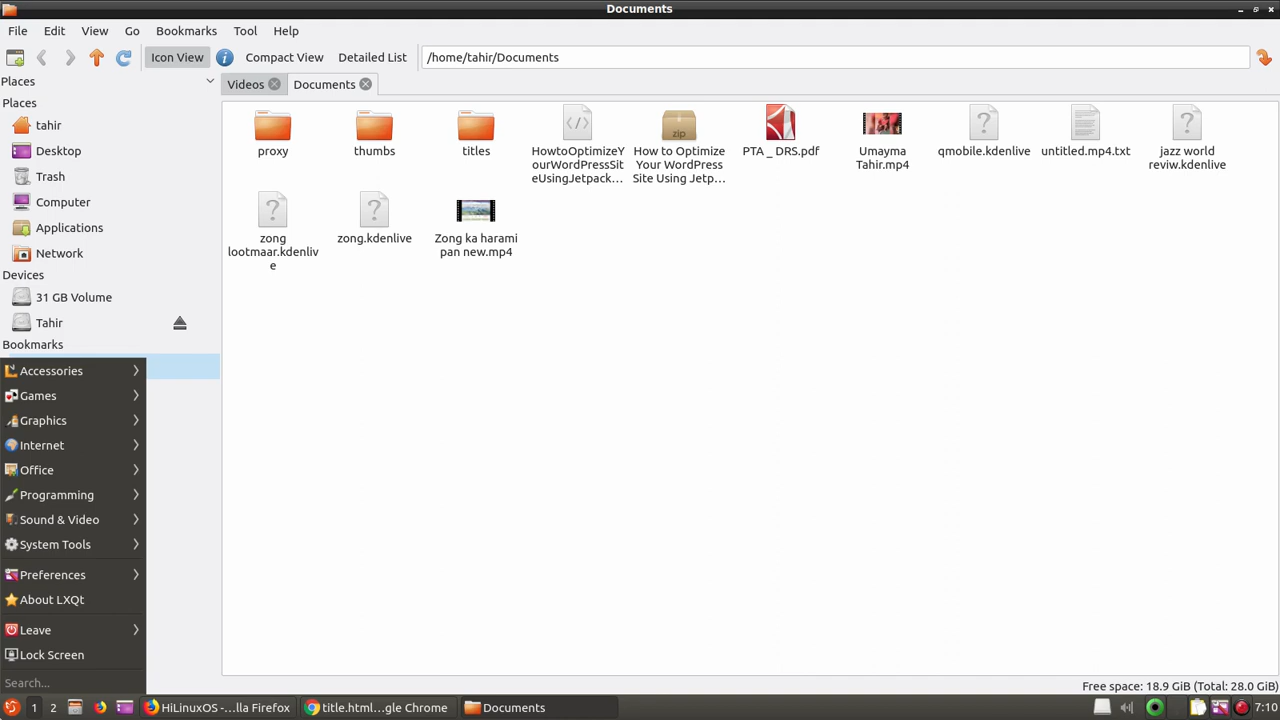 Documents
File Edit View Go Bookmarks Tool Help
Icon View Compact View Detailed List /home/tahir/Documents
Places
Videos Documents
Places
tahir
Desktop
Trash
Computer
Applications
Network
Devices
31 GB Volume
Tahir
Bookmarks
proxy
thumbs
titles
HowtoOptimizeY
ourWordPressSit
eUsingJetpack...
How to Optimize
Your WordPress
Site Using Jetp...
PTA _ DRS.pdf
Umayma
Tahir.mp4
qmobile.kdenlive
untitled.mp4.txt
jazz world
reviw.kdenlive
zong
lootmaar.kdenliv
e
zong.kdenlive
Zong ka harami
pan new.mp4
Accessories
Games
Graphics
Internet
Office
Programming
Sound & Video
System Tools
Preferences
About LXQt
Leave
Lock Screen
Search...
Free space: 18.9 GiB (Total: 28.0 GiB)
1 2 HiLinuxOS -...lla Firefox title.html...gle Chrome Documents 7:10